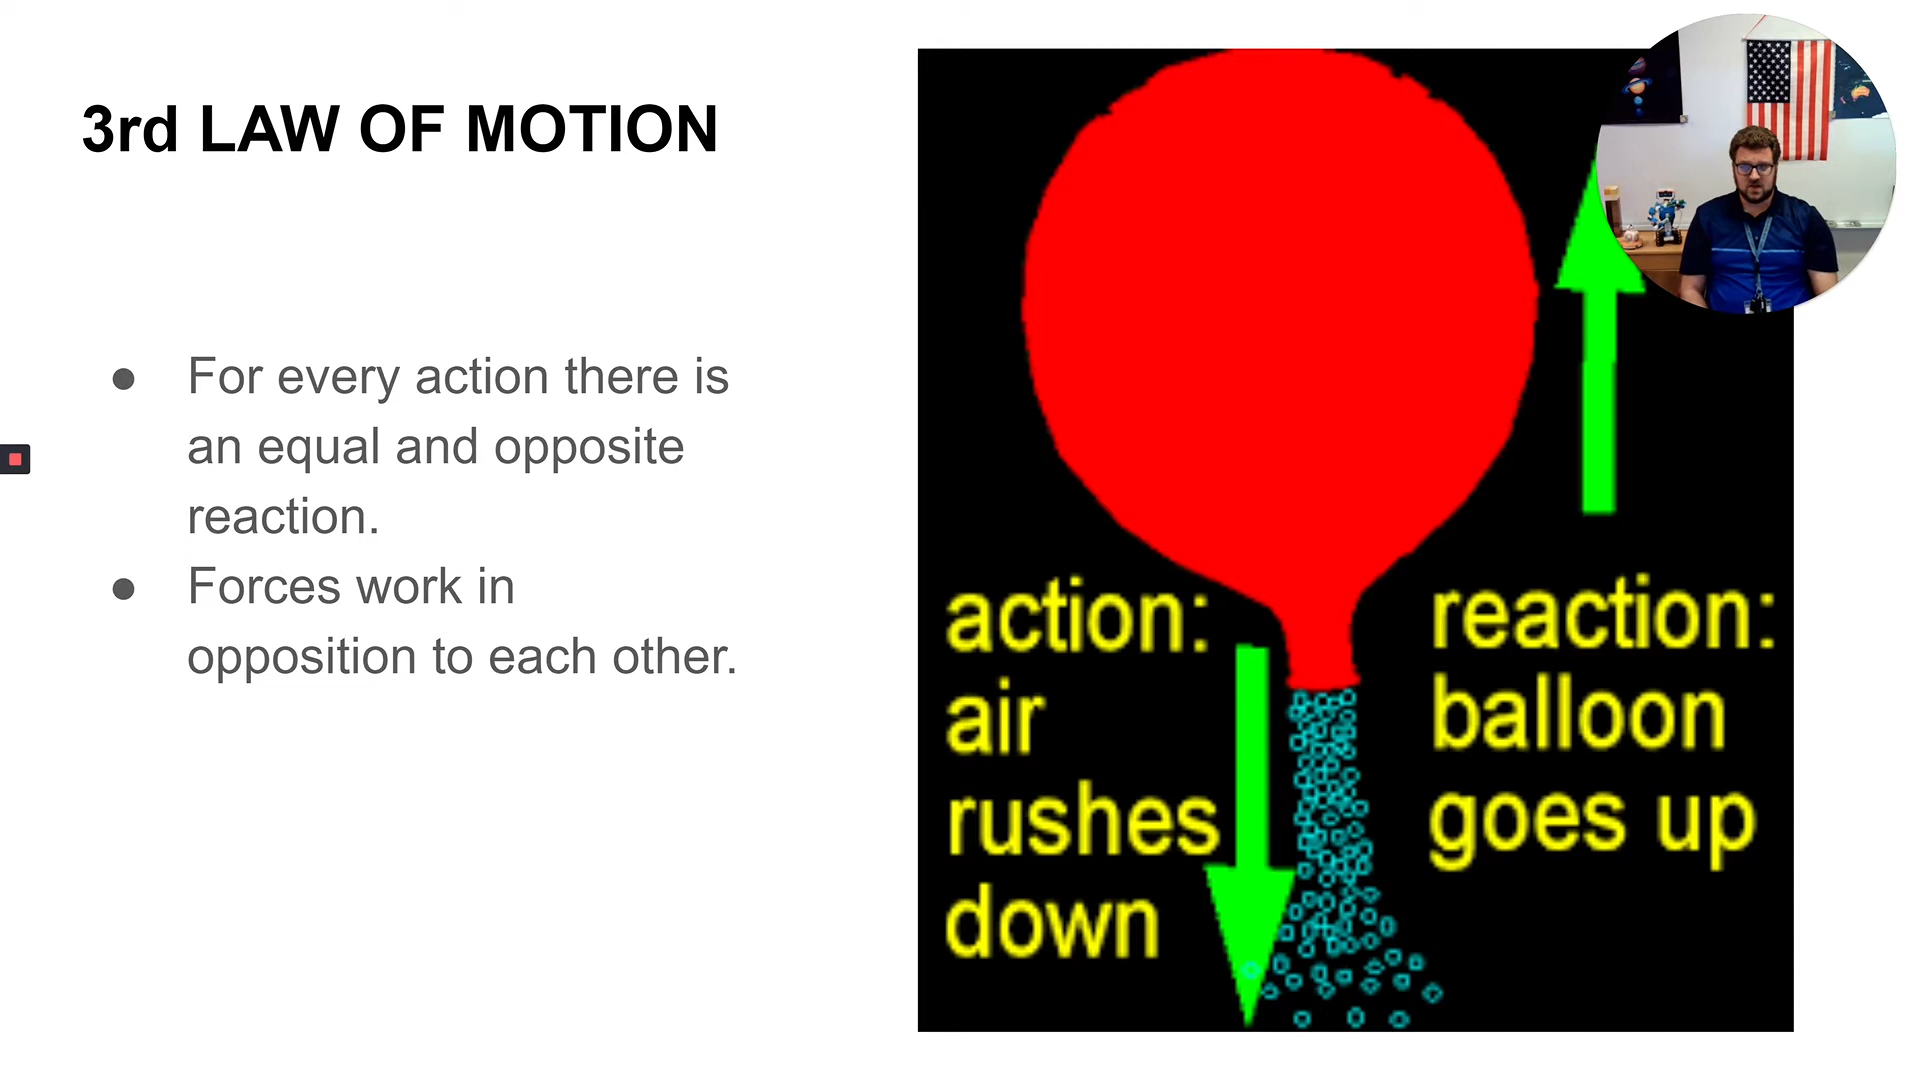 3rd LAW OF MOTION
● For every action there is
an equal and opposite
reaction.
● Forces work in
opposition to each other.
action:
air
rushes
down
reaction:
balloon
goes up